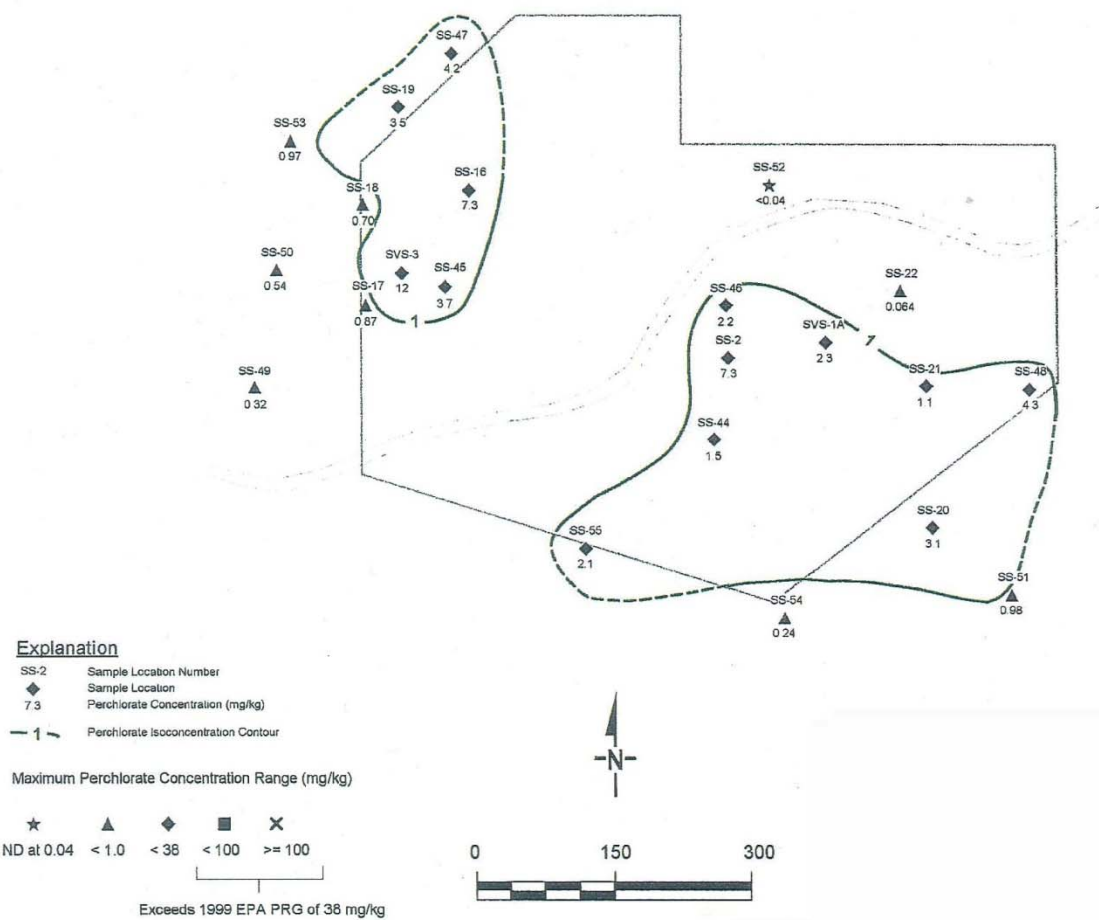 SS-47
4.2
SS-19
3.5
SS-53
0.97
SS-18
0.70
SS-16
7.3
SS-52
<0.04
SS-50
0.54
SVS-3
12
SS-45
3.7
SS-17
0.87
1
SS-22
0.064
SS-46
2.2
SVS-1A
2.3
1
SS-2
7.3
SS-21
1.1
SS-48
4.3
SS-49
0.32
SS-44
1.5
SS-20
3.1
SS-55
2.1
SS-51
0.98
SS-54
0.24
Explanation
SS-2 Sample Location Number
Sample Location
7.3 Perchlorate Concentration (mg/kg)
1 Perchlorate Isoconcentration Contour
Maximum Perchlorate Concentration Range (mg/kg)
ND at 0.04 < 1.0 < 38 < 100 >= 100
Exceeds 1999 EPA PRG of 38 mg/kg
N
0 150 300